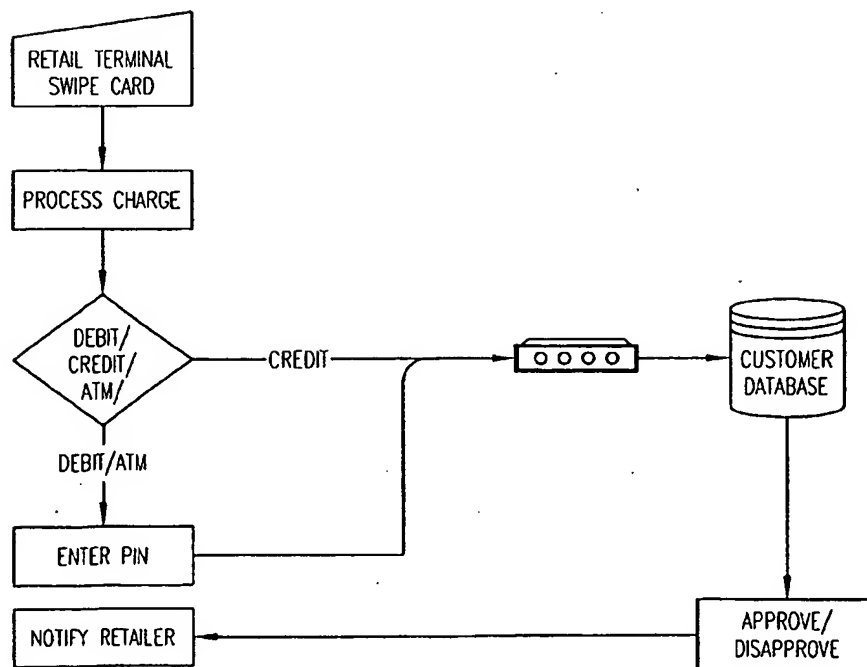 RETAIL TERMINAL
SWIPE CARD
PROCESS CHARGE
DEBIT/
CREDIT/
ATM/
CREDIT
CUSTOMER
DATABASE
DEBIT/ATM
ENTER PIN
NOTIFY RETAILER
APPROVE/
DISAPPROVE